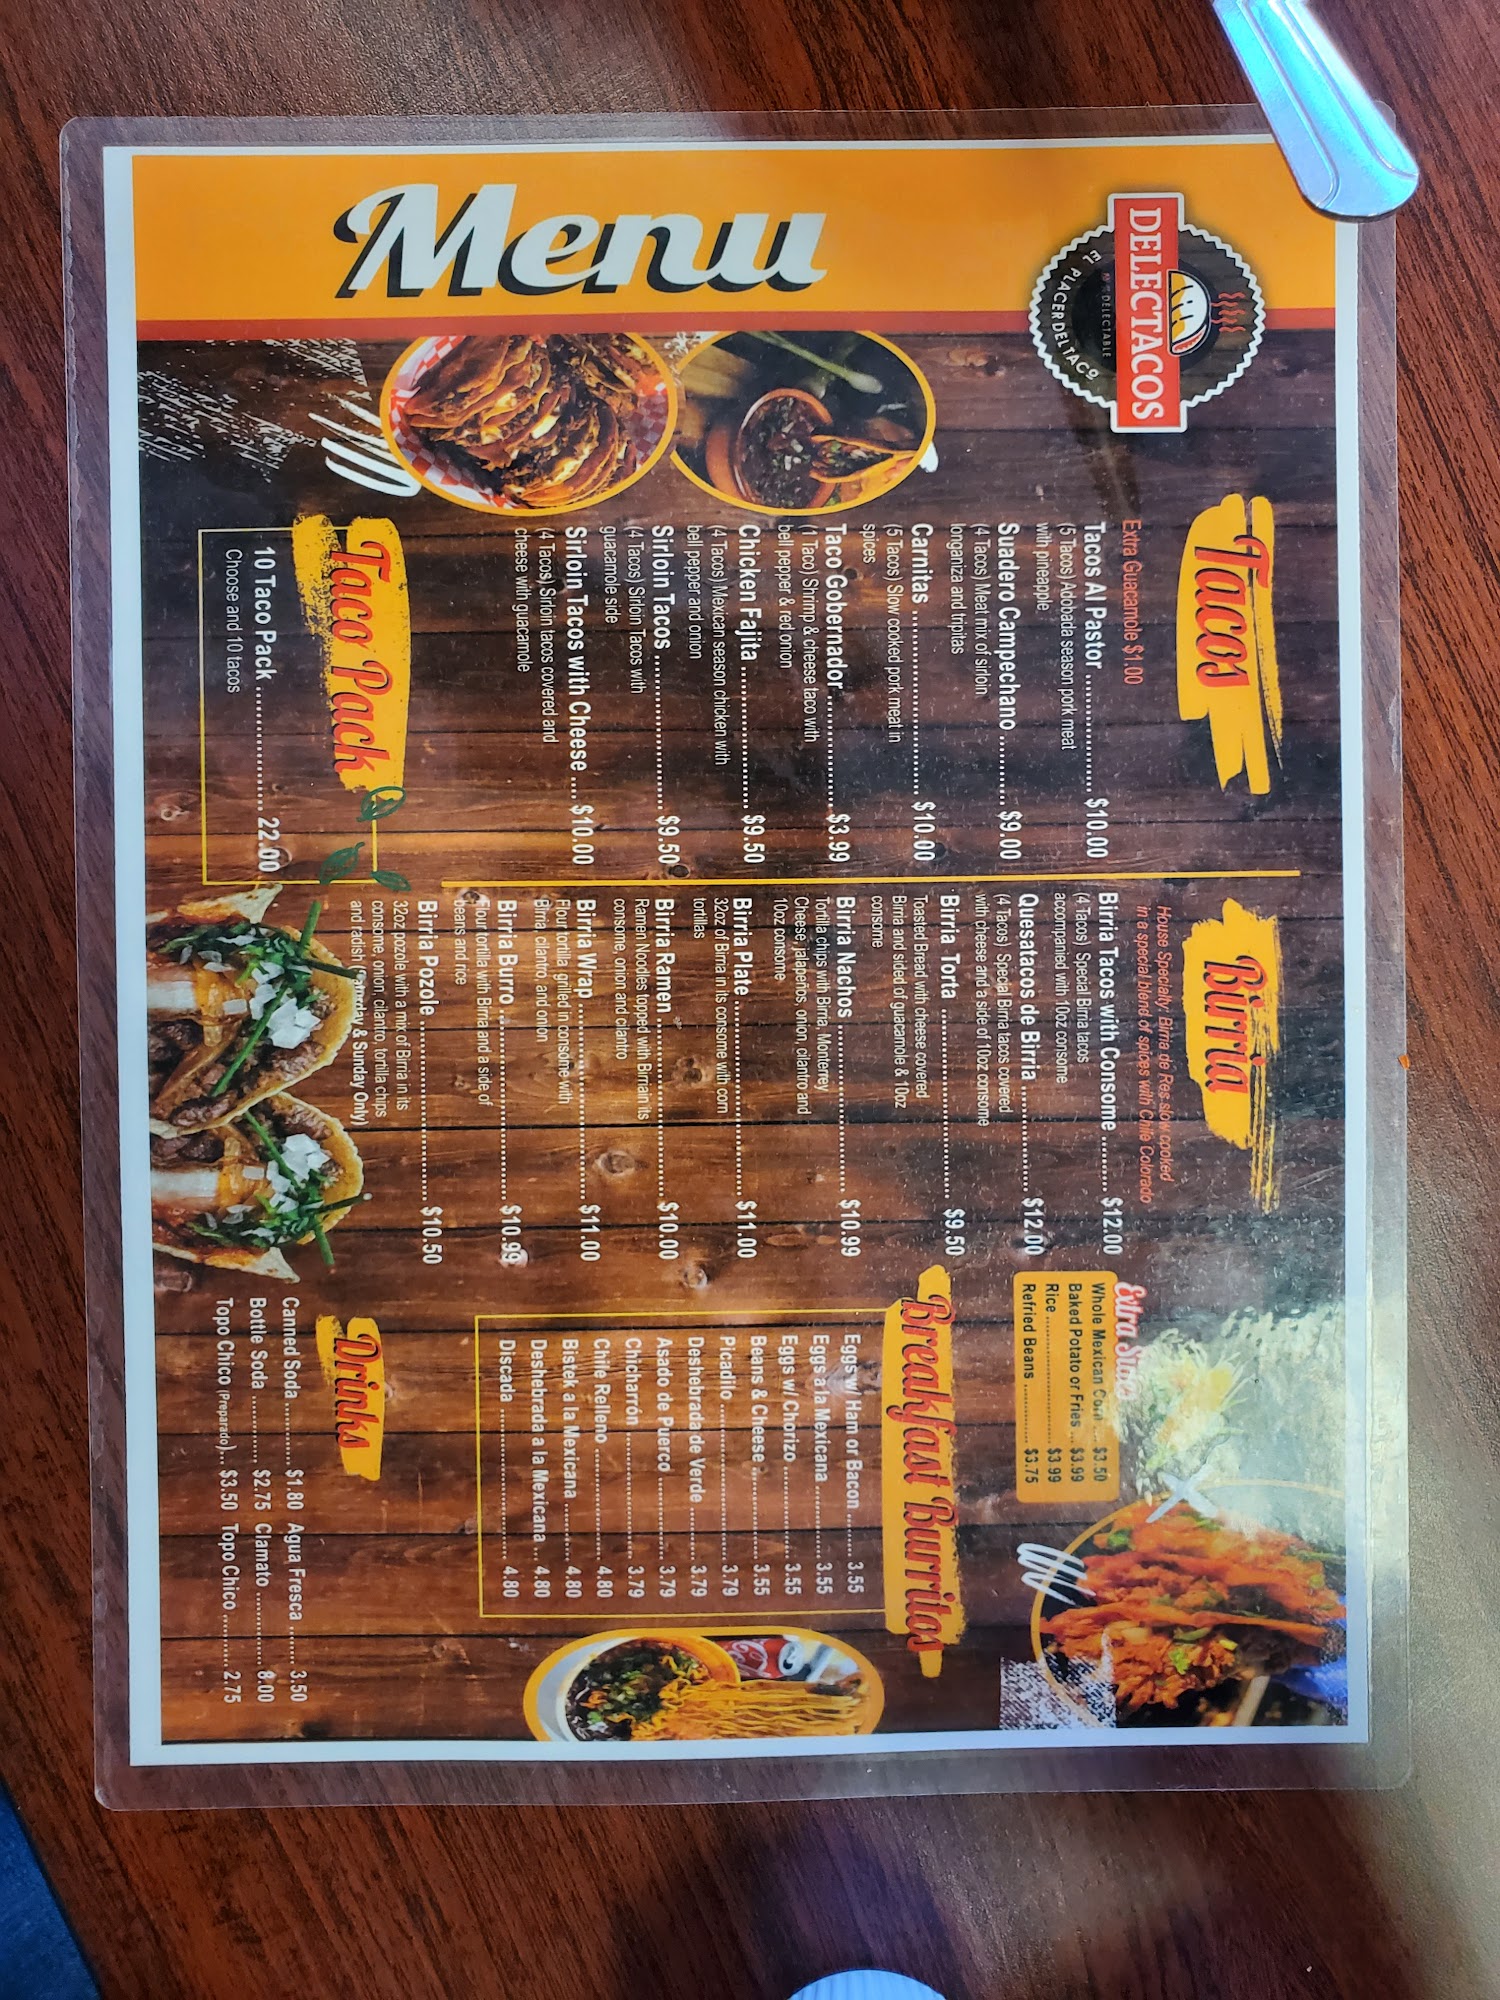 DELECTACOS
100% DELECTABLE
EL PLACER DEL TACO
Menu
Tacos
Extra Guacamole $1.00
Tacos Al Pastor ............... $10.00
(5 Tacos) Adobada season pork meat
with pineapple
Suadero Campechano .......... $9.00
(4 Tacos) Meat mix of sirloin,
longaniza and tripitas
Carnitas ........................... $10.00
(5 Tacos) Slow cooked pork meat in
spices
Taco Gobernador ............... $3.99
(1 Taco) Shrimp & cheese taco with
bell pepper & red onion
Chicken Fajita .................... $9.50
(4 Tacos) Mexican season chicken with
bell pepper and onion
Sirloin Tacos ...................... $9.50
(4 Tacos) Sirloin Tacos with
guacamole side
Sirloin Tacos with Cheese .... $10.00
(4 Tacos) Sirloin tacos covered and
cheese with guacamole
Taco Pack
10 Taco Pack .................. 22.00
Choose and 10 tacos
Birria
House Specialty: Birria de Res slow cooked
in a special blend of spices with Chile Colorado
Birria Tacos with Consome ........ $12.00
(4 Tacos) Special Birria tacos
accompanied with 10oz consome
Quesatacos de Birria .............. $12.00
(4 Tacos) Special Birria tacos covered
with cheese and a side of 10oz consome
Birria Torta ........................... $9.50
Toasted Bread with cheese covered
Birria and sided of guacamole & 10oz
consome
Birria Nachos ....................... $10.99
Tortilla chips with Birria, Monterrey
Cheese, jalapeños, onion, cilantro and
10oz consome
Birria Plate ........................... $11.00
32oz of Birria in its consome with corn
tortillas
Birria Ramen ........................ $10.00
Ramen Noodles topped with Birria in its
consome, onion and cilantro
Birria Wrap ........................... $11.00
Flour tortilla grilled in consome with
Birria, cilantro, and onion
Birria Burro ........................... $10.99
Flour tortilla with Birria and a side of
beans and rice
Birria Pozole ......................... $10.50
32oz pozole with a mix of Birria in its
consome, onion, cilantro, tortilla chips
and radish (Saturday & Sunday Only)
Extra Sides
Whole Mexican Corn ... $3.50
Baked Potato or Fries ... $3.99
Rice ........................... $3.99
Refried Beans ............. $3.75
Breakfast Burritos
Eggs w/ Ham or Bacon ........ 3.55
Eggs a la Mexicana ............. 3.55
Eggs w/ Chorizo ................. 3.55
Beans & Cheese .................. 3.55
Picadillo ............................. 3.79
Deshebrada de Verde .......... 3.79
Asado de Puerco ................. 3.79
Chicharrón ......................... 3.79
Chile Relleno ...................... 4.80
Bistek a la Mexicana ............ 4.80
Deshabrada a la Mexicana .... 4.80
Discada .............................. 4.80
Drinks
Canned Soda .......... $1.80 Agua Fresca ........ 3.50
Bottle Soda ............ $2.75 Clamato ............. 8.00
Topo Chico (Preparado).. $3.50 Topo Chico ........... 2.75